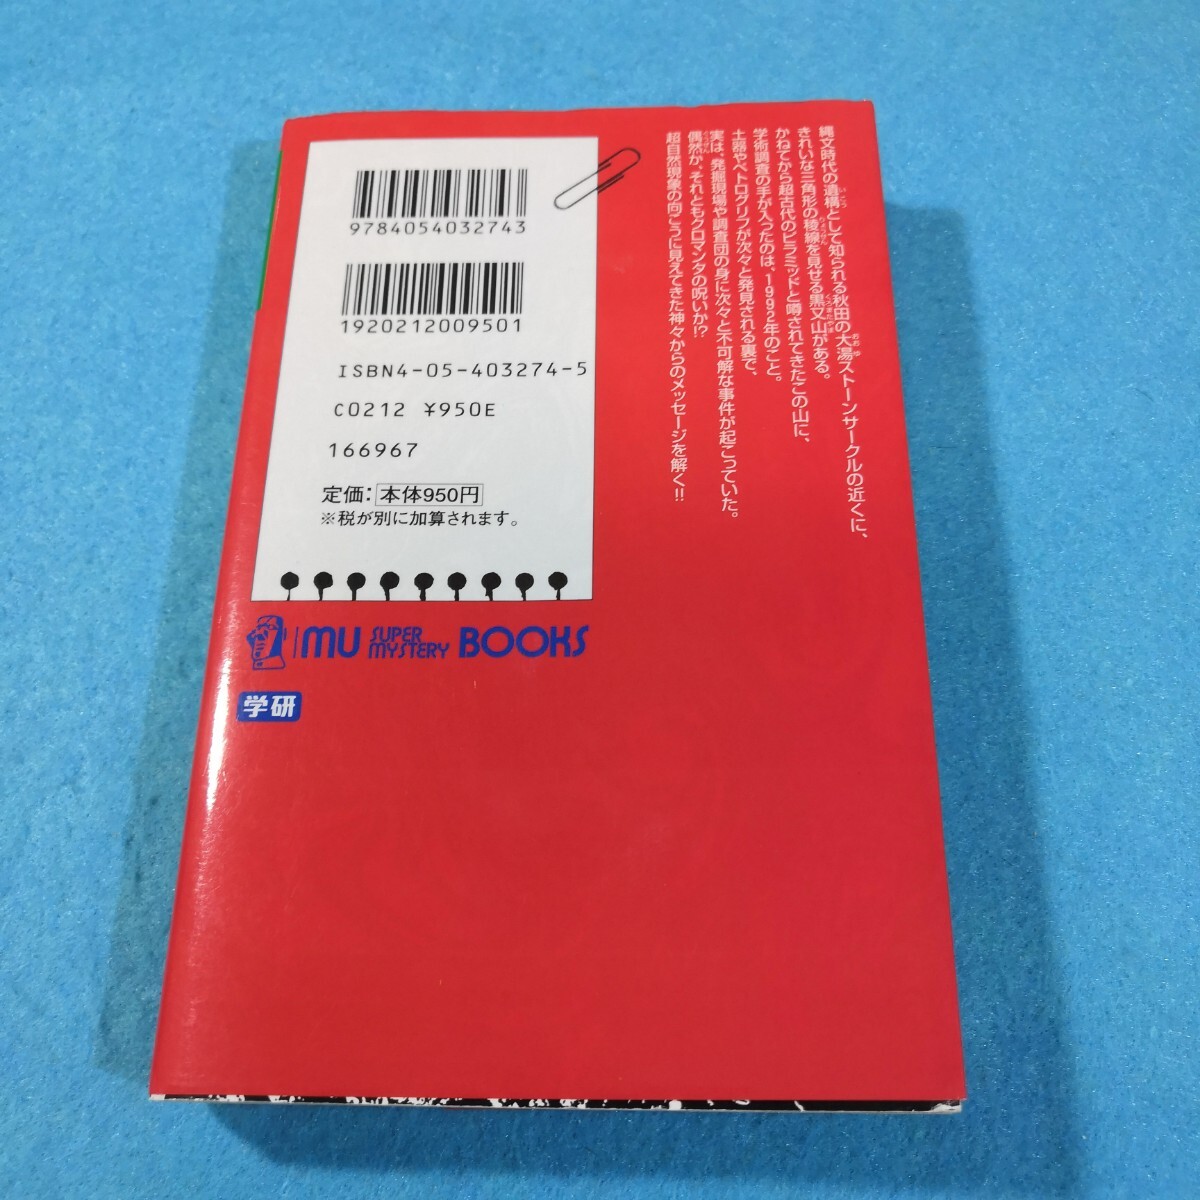 縄文時代の遺構として知られる秋田の大湯ストーンサークルの近くに、
きれいな三角形の稜線を見せる黒又山がある。
かねてから超古代のピラミッドと噂されてきたこの山に、
学術調査の手が入ったのは、1992年のこと。
土器やペトログリフが次々と発見される裏で、
実は、発掘現場や調査団の身に次々と不可解な事件が起こっていた。
偶然か、それともクロマンタの呪いか!?
超自然現象の向こうに見えてきた神々からのメッセージを解く!!
9784054032743
1920212009501
ISBN4-05-403274-5
C0212 ¥950E
166967
定価：本体950円
※税が別に加算されます。
MU SUPER MYSTERY BOOKS
学研